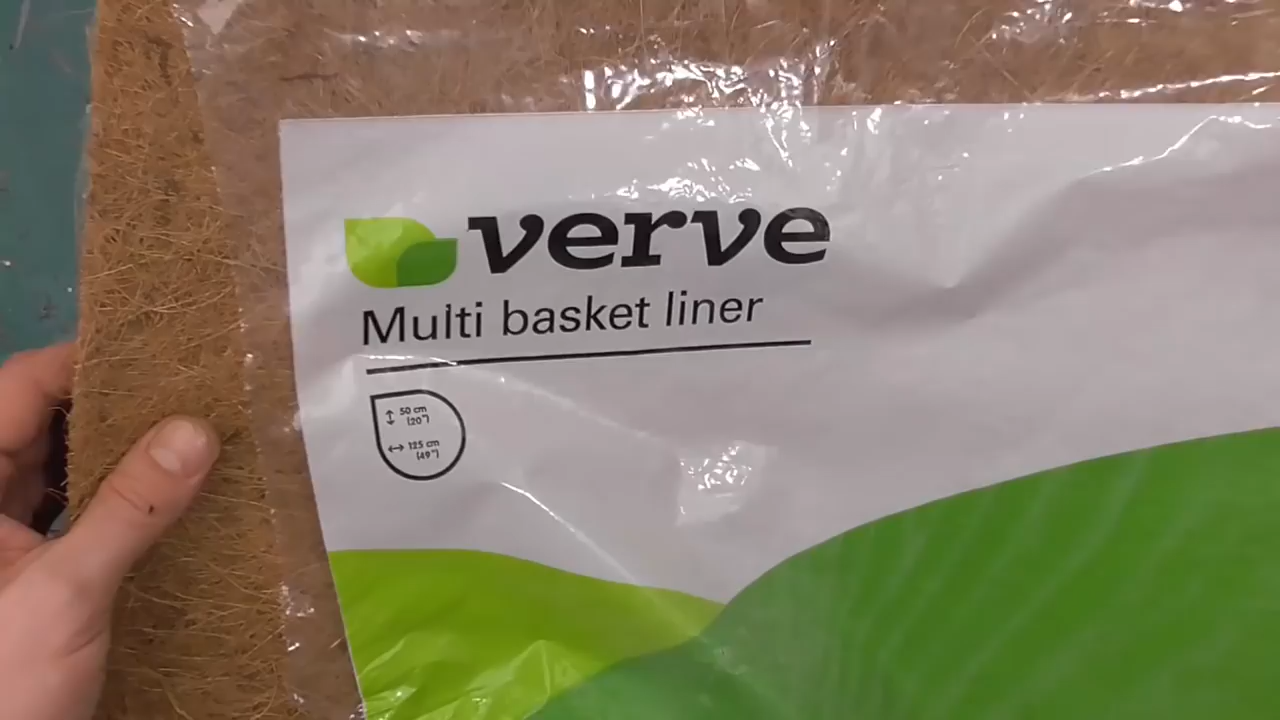 verve
Multi basket liner
50 cm
(20")
125 cm
(49")